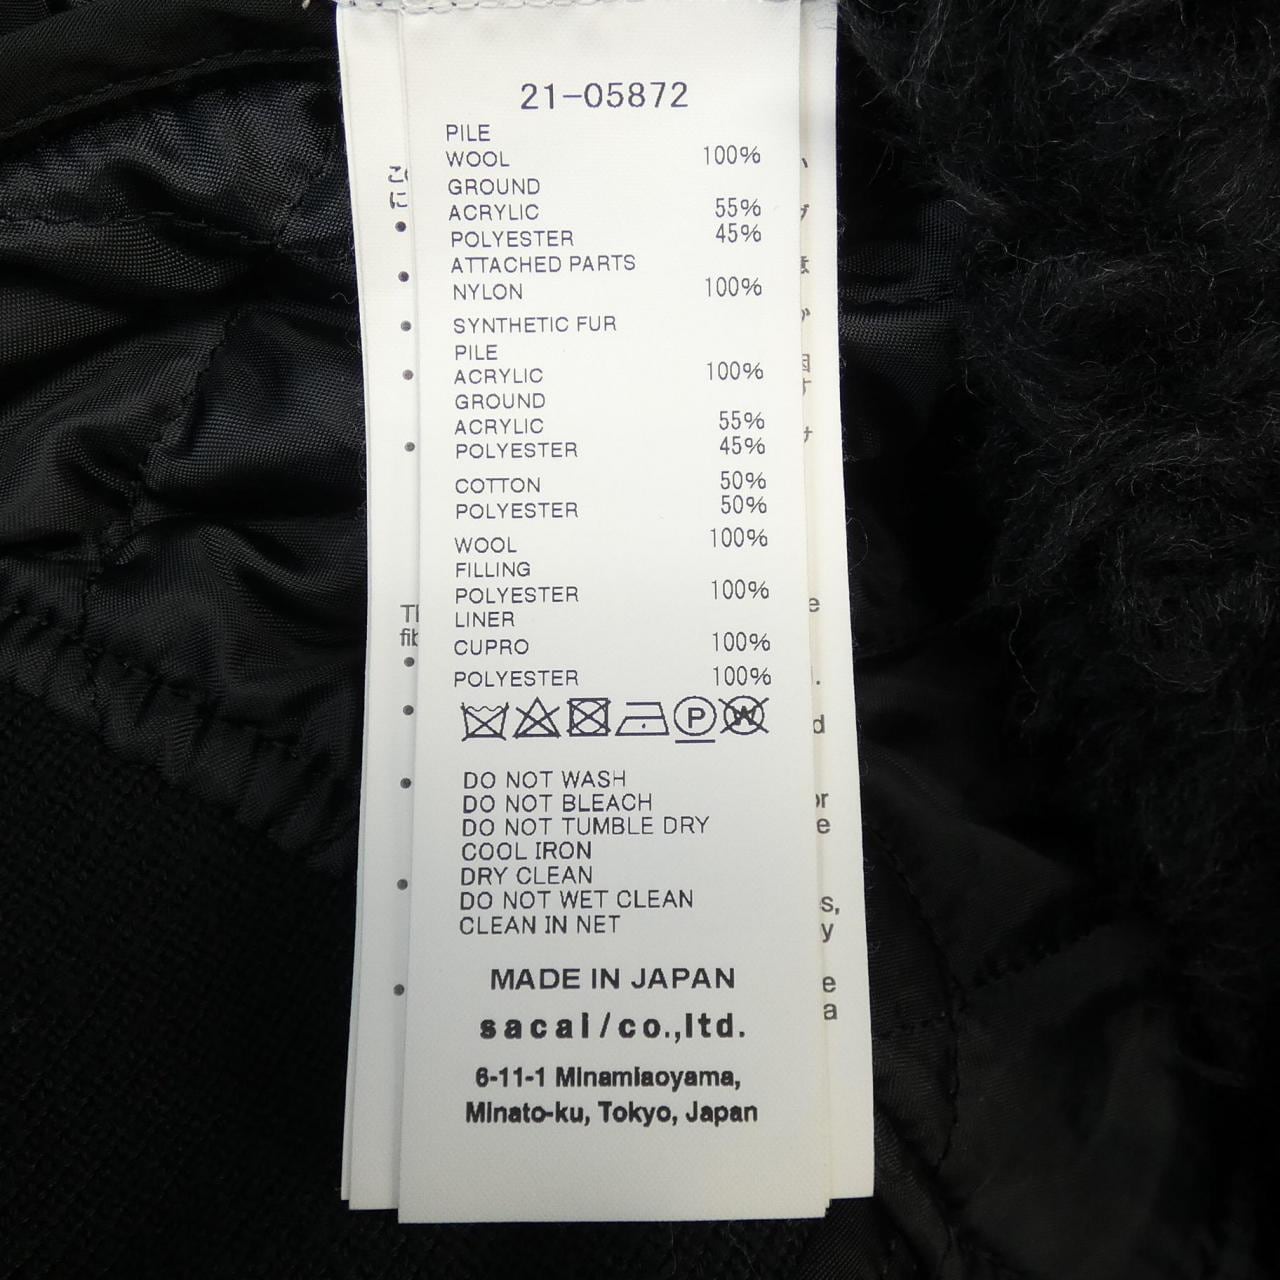 21-05872
PILE
WOOL 100%
GROUND
ACRYLIC 55%
POLYESTER 45%
ATTACHED PARTS
NYLON 100%
SYNTHETIC FUR
PILE
ACRYLIC 100%
GROUND
ACRYLIC 55%
POLYESTER 45%
COTTON 50%
POLYESTER 50%
WOOL 100%
FILLING
POLYESTER 100%
LINER
CUPRO 100%
POLYESTER 100%
P W
DO NOT WASH
DO NOT BLEACH
DO NOT TUMBLE DRY
COOL IRON
DRY CLEAN
DO NOT WET CLEAN
CLEAN IN NET
MADE IN JAPAN
sacai/co.,ltd.
6-11-1 Minamiaoyama,
Minato-ku, Tokyo, Japan